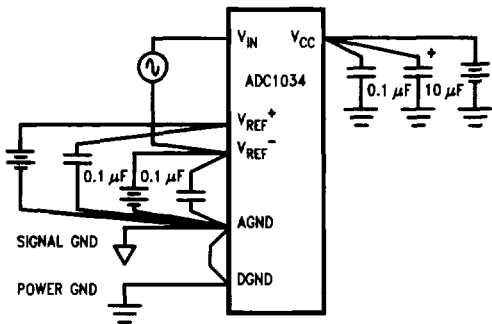 V_IN V_CC
ADC1034
+
0.1 μF 10 μF
V_REF+
V_REF-
0.1 μF 0.1 μF
AGND
SIGNAL GND
DGND
POWER GND